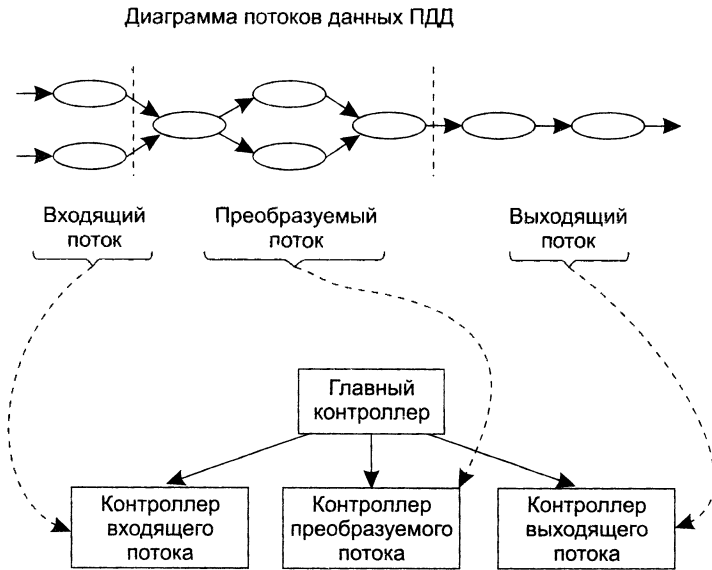 Диаграмма потоков данных ПДД
Входящий
поток
Преобразуемый
поток
Выходящий
поток
Главный
контроллер
Контроллер
входящего
потока
Контроллер
преобразуемого
потока
Контроллер
выходящего
потока